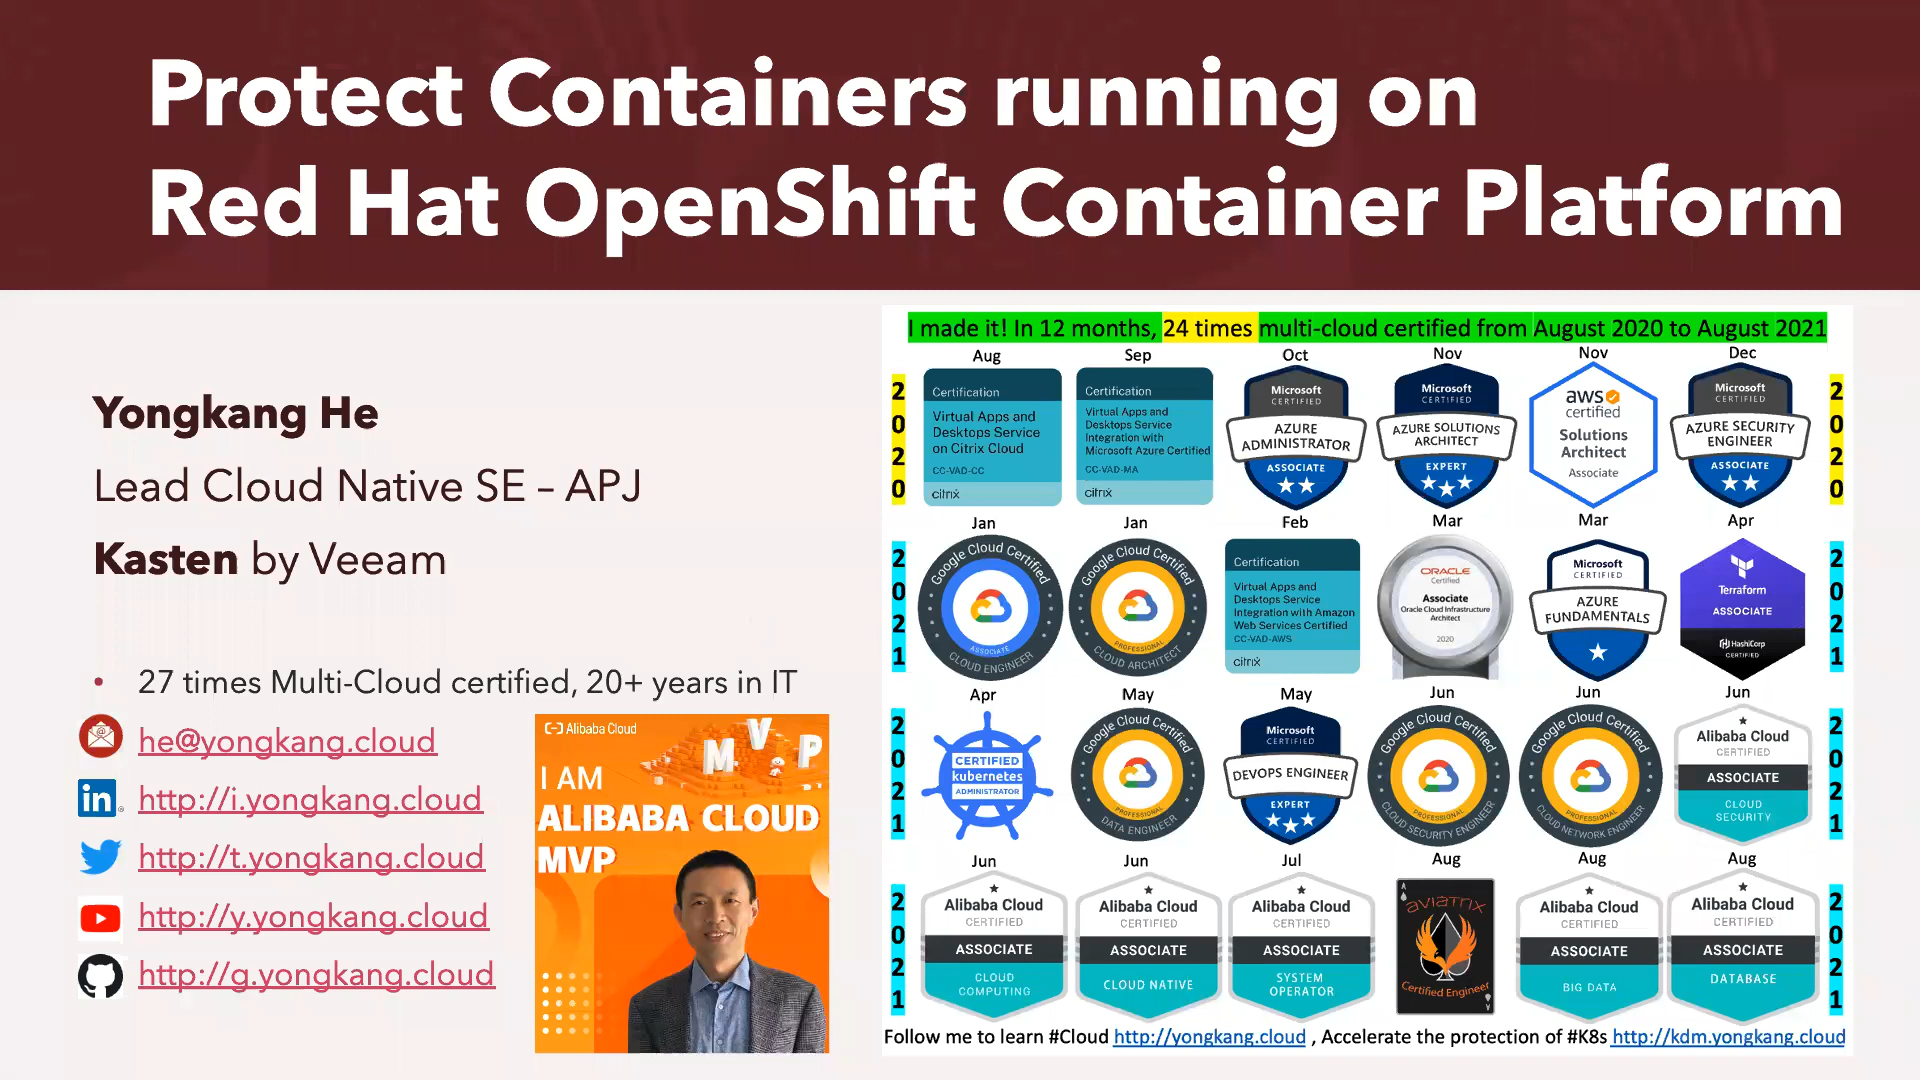 Protect Containers running on
Red Hat OpenShift Container Platform
Yongkang He
Lead Cloud Native SE – APJ
Kasten by Veeam
• 27 times Multi-Cloud certified, 20+ years in IT
he@yongkang.cloud
in
http://i.yongkang.cloud
http://t.yongkang.cloud
http://y.yongkang.cloud
http://g.yongkang.cloud
Alibaba Cloud
MVP
I AM
ALIBABA CLOUD
MVP
I made it! In 12 months, 24 times multi-cloud certified from August 2020 to August 2021
Aug Sep Oct Nov Nov Dec
2020
Certification
Virtual Apps and
Desktops Service
on Citrix Cloud
CC-VAD-CC
citrix
Certification
Virtual Apps and
Desktops Service
Integration with
Microsoft Azure Certified
CC-VAD-MA
citrix
Microsoft
CERTIFIED
AZURE
ADMINISTRATOR
ASSOCIATE
Microsoft
CERTIFIED
AZURE SOLUTIONS
ARCHITECT
EXPERT
aws
certified
Solutions
Architect
Associate
Microsoft
CERTIFIED
AZURE SECURITY
ENGINEER
ASSOCIATE
2020
Jan Jan Feb Mar Mar Apr
2021
Google Cloud Certified
ASSOCIATE
CLOUD ENGINEER
Google Cloud Certified
PROFESSIONAL
CLOUD ARCHITECT
Certification
Virtual Apps and
Desktops Service
Integration with Amazon
Web Services Certified
CC-VAD-AWS
citrix
ORACLE
Certified
Associate
Oracle Cloud Infrastructure
Architect
2020
Microsoft
CERTIFIED
AZURE
FUNDAMENTALS
Terraform
ASSOCIATE
HashiCorp
CERTIFIED
2021
Apr May May Jun Jun Jun
2021
CERTIFIED
kubernetes
ADMINISTRATOR
Google Cloud Certified
PROFESSIONAL
DATA ENGINEER
Microsoft
CERTIFIED
DEVOPS ENGINEER
EXPERT
Google Cloud Certified
PROFESSIONAL
CLOUD SECURITY ENGINEER
Google Cloud Certified
PROFESSIONAL
CLOUD NETWORK ENGINEER
Alibaba Cloud
CERTIFIED
ASSOCIATE
CLOUD
SECURITY
2021
Jun Jun Jul Aug Aug Aug
2021
Alibaba Cloud
CERTIFIED
ASSOCIATE
CLOUD
COMPUTING
Alibaba Cloud
CERTIFIED
ASSOCIATE
CLOUD NATIVE
Alibaba Cloud
CERTIFIED
ASSOCIATE
SYSTEM
OPERATOR
A
AVIATRIX
Certified Engineer
A
Alibaba Cloud
CERTIFIED
ASSOCIATE
BIG DATA
Alibaba Cloud
CERTIFIED
ASSOCIATE
DATABASE
2021
Follow me to learn #Cloud http://yongkang.cloud , Accelerate the protection of #K8s http://kdm.yongkang.cloud